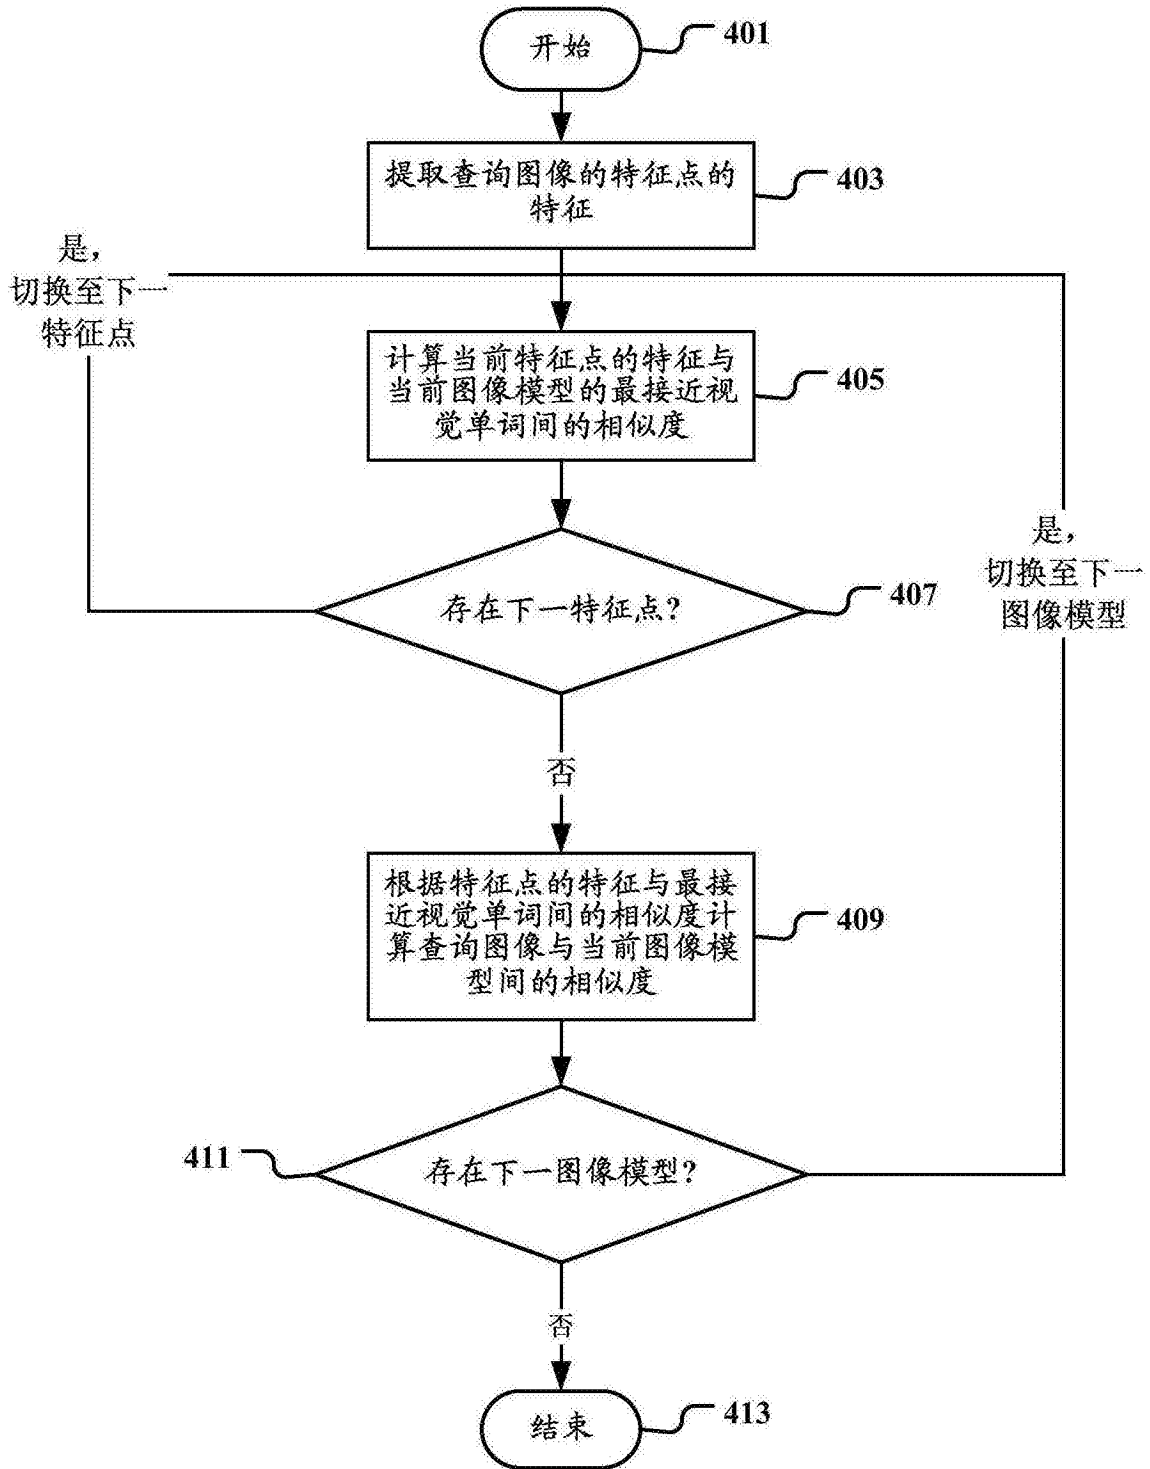 开始
401
提取查询图像的特征点的
特征
403
是，
切换至下一
特征点
计算当前特征点的特征与
当前图像模型的最接近视
觉单词间的相似度
405
存在下一特征点?
407
是，
切换至下一
图像模型
否
根据特征点的特征与最接
近视觉单词间的相似度计
算查询图像与当前图像模
型间的相似度
409
411
存在下一图像模型?
否
结束
413